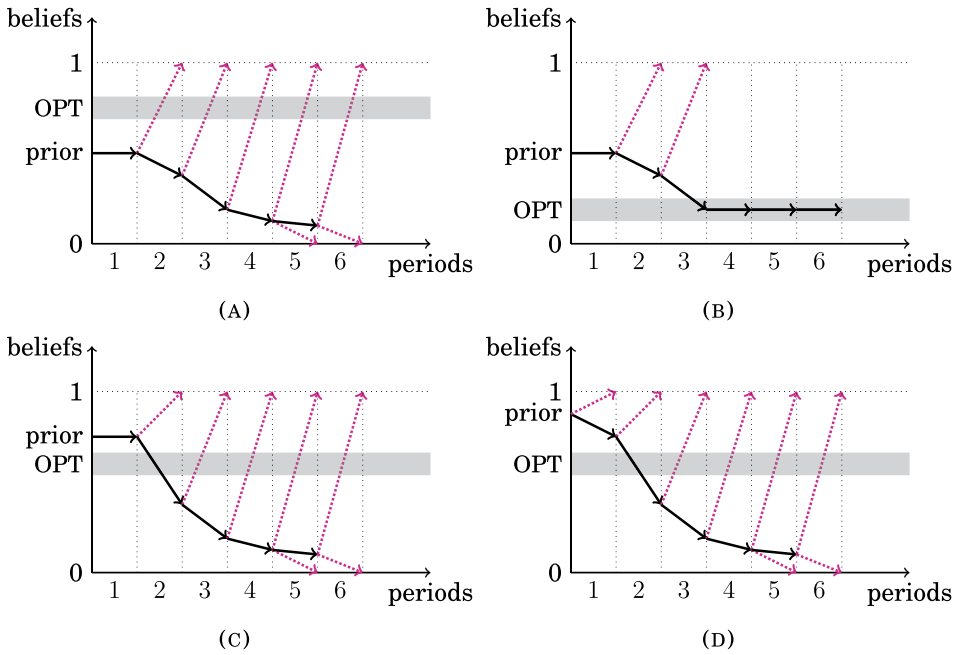 beliefs
1
OPT
prior
0
1 2 3 4 5 6 periods
(A)
beliefs
1
prior
OPT
0
1 2 3 4 5 6 periods
(B)
beliefs
1
prior
OPT
0
1 2 3 4 5 6 periods
(C)
beliefs
1
prior
OPT
0
1 2 3 4 5 6 periods
(D)